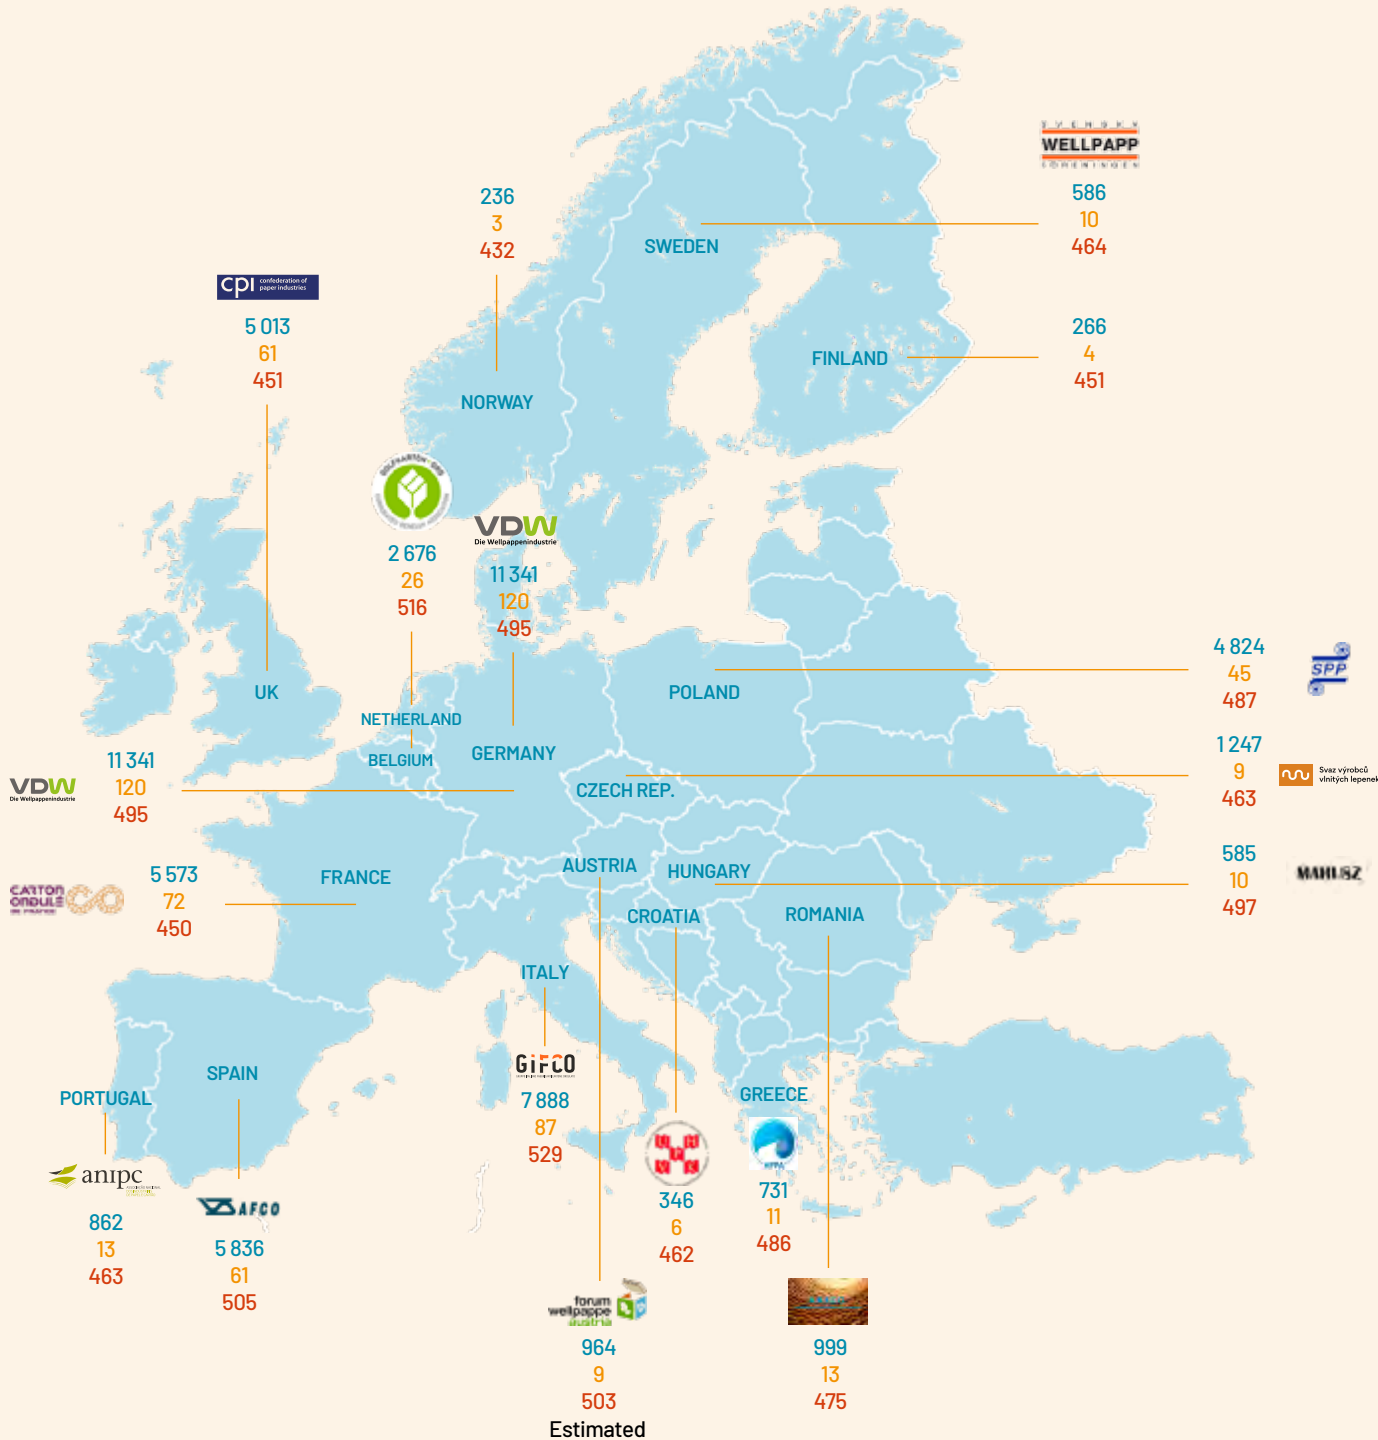 SVENSKA
WELLPAPP
FÖRENINGEN
586
10
464
236
3
432
SWEDEN
cpi confederation of
paper industries
5 013
61
451
266
4
451
FINLAND
NORWAY
VDW
Die Wellpappenindustrie
2 676
26
516
11 341
120
495
4 824
45
487
SPP
UK
POLAND
NETHERLAND
BELGIUM
GERMANY
1 247
9
463
Svaz výrobců
vlnitých lepenek
VDW
Die Wellpappenindustrie
11 341
120
495
CZECH REP.
AUSTRIA
HUNGARY
585
10
497
MAHUSZ
CARTON
ONDULÉ
DE FRANCE
5 573
72
450
FRANCE
CROATIA
ROMANIA
ITALY
GIFCO
7 888
87
529
SPAIN
PORTUGAL
GREECE
HPPA
anipc
862
13
463
AFCO
5 836
61
505
346
6
462
731
11
486
forum
wellpappe
austria
964
9
503
Estimated
999
13
475